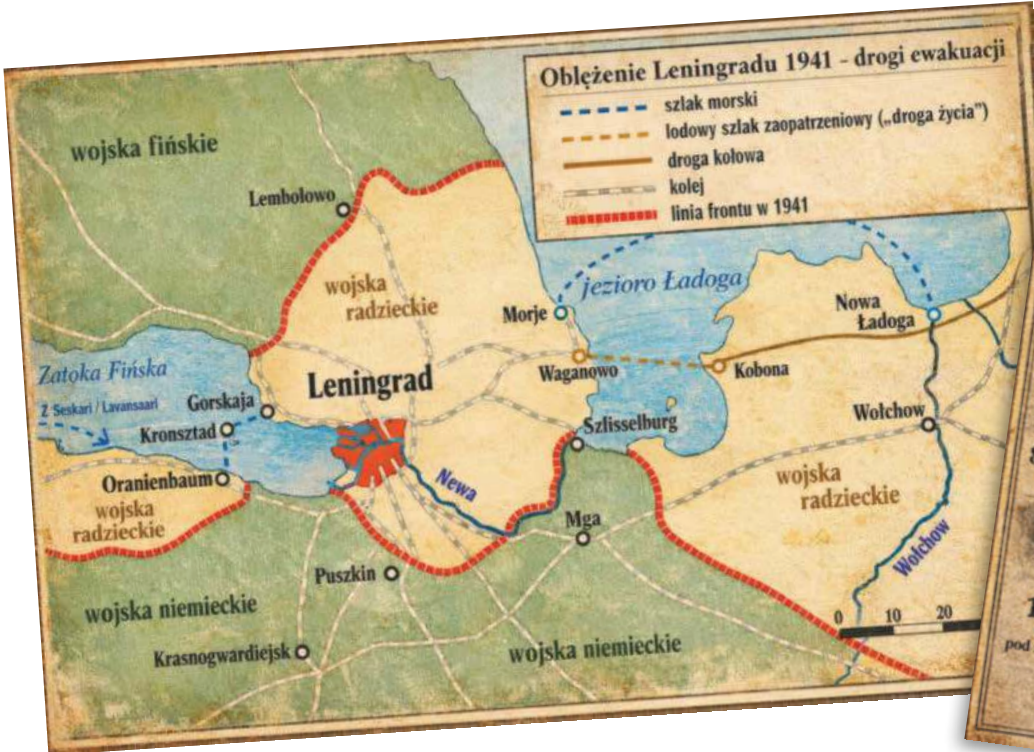 Oblężenie Leningradu 1941 - drogi ewakuacji
szlak morski
lodowy szlak zaopatrzeniowy („droga życia”)
droga kołowa
kolej
linia frontu w 1941
wojska fińskie
Lembołowo
wojska
radzieckie
jezioro Ładoga
Morje
Nowa
Ładoga
Zatoka Fińska
Waganowo
Kobona
Leningrad
Z Seskari / Lavansaari
Gorskaja
Kronsztad
Szlisselburg
Wołchow
Oranienbaum
Newa
wojska
radzieckie
wojska
radzieckie
Mga
Wołchow
Puszkin
wojska niemieckie
0 10 20
Krasnogwardiejsk
wojska niemieckie
pod